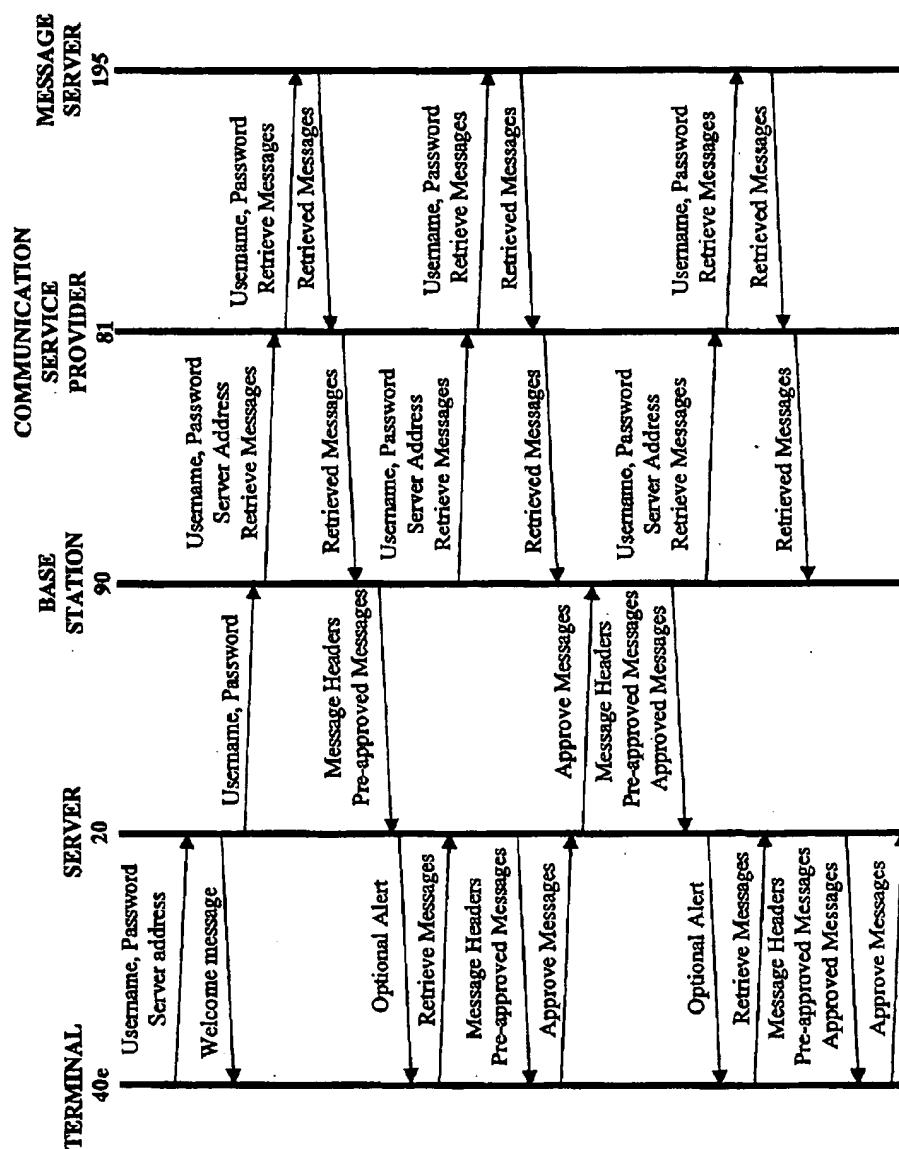 TERMINAL
40e
SERVER
20
BASE
STATION
90
COMMUNICATION
SERVICE
PROVIDER
81
MESSAGE
SERVER
195
Username, Password
Server address
Welcome message
Username, Password
Username, Password
Server Address
Retrieve Messages
Username, Password
Retrieve Messages
Retrieved Messages
Retrieved Messages
Message Headers
Pre-approved Messages
Optional Alert
Retrieve Messages
Message Headers
Pre-approved Messages
Approve Messages
Username, Password
Server Address
Retrieve Messages
Username, Password
Retrieve Messages
Retrieved Messages
Retrieved Messages
Approve Messages
Message Headers
Pre-approved Messages
Approved Messages
Optional Alert
Retrieve Messages
Message Headers
Pre-approved Messages
Approved Messages
Approve Messages
Username, Password
Server Address
Retrieve Messages
Username, Password
Retrieve Messages
Retrieved Messages
Retrieved Messages